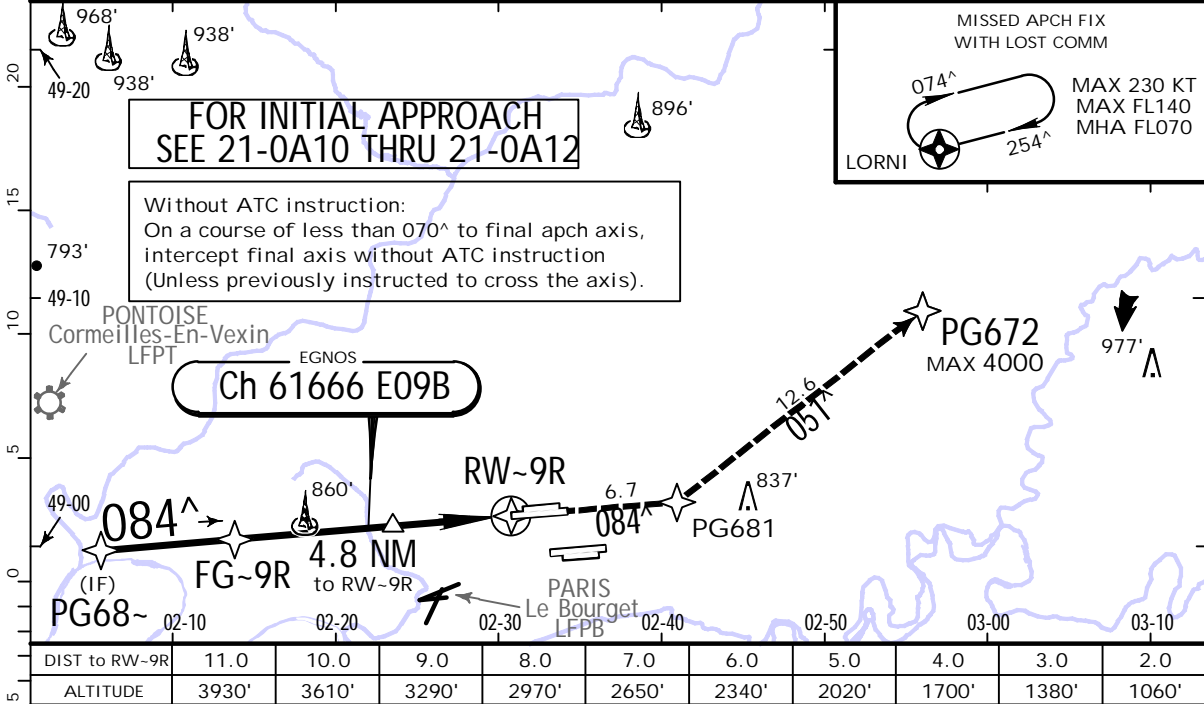 968'
938'
938'
20
49-20
FOR INITIAL APPROACH
SEE 21-0A10 THRU 21-0A12
896'
MISSED APCH FIX
WITH LOST COMM
074^
254^
LORNI
MAX 230 KT
MAX FL140
MHA FL070
15
Without ATC instruction:
On a course of less than 070^ to final apch axis,
intercept final axis without ATC instruction
(Unless previously instructed to cross the axis).
793'
49-10
10
PONTOISE
Cormeilles-En-Vexin
LFPT
EGNOS
Ch 61666 E09B
PG672
MAX 4000
977'
12.6
051^
5
RW~9R
6.7
084^
PG681
837'
49-00
084^
860'
4.8 NM
to RW~9R
FG~9R
0
(IF)
PG68~
PARIS
Le Bourget
LFPB
02-10
02-20
02-30
02-40
02-50
03-00
03-10
5
DIST to RW~9R 11.0 10.0 9.0 8.0 7.0 6.0 5.0 4.0 3.0 2.0
ALTITUDE 3930' 3610' 3290' 2970' 2650' 2340' 2020' 1700' 1380' 1060'